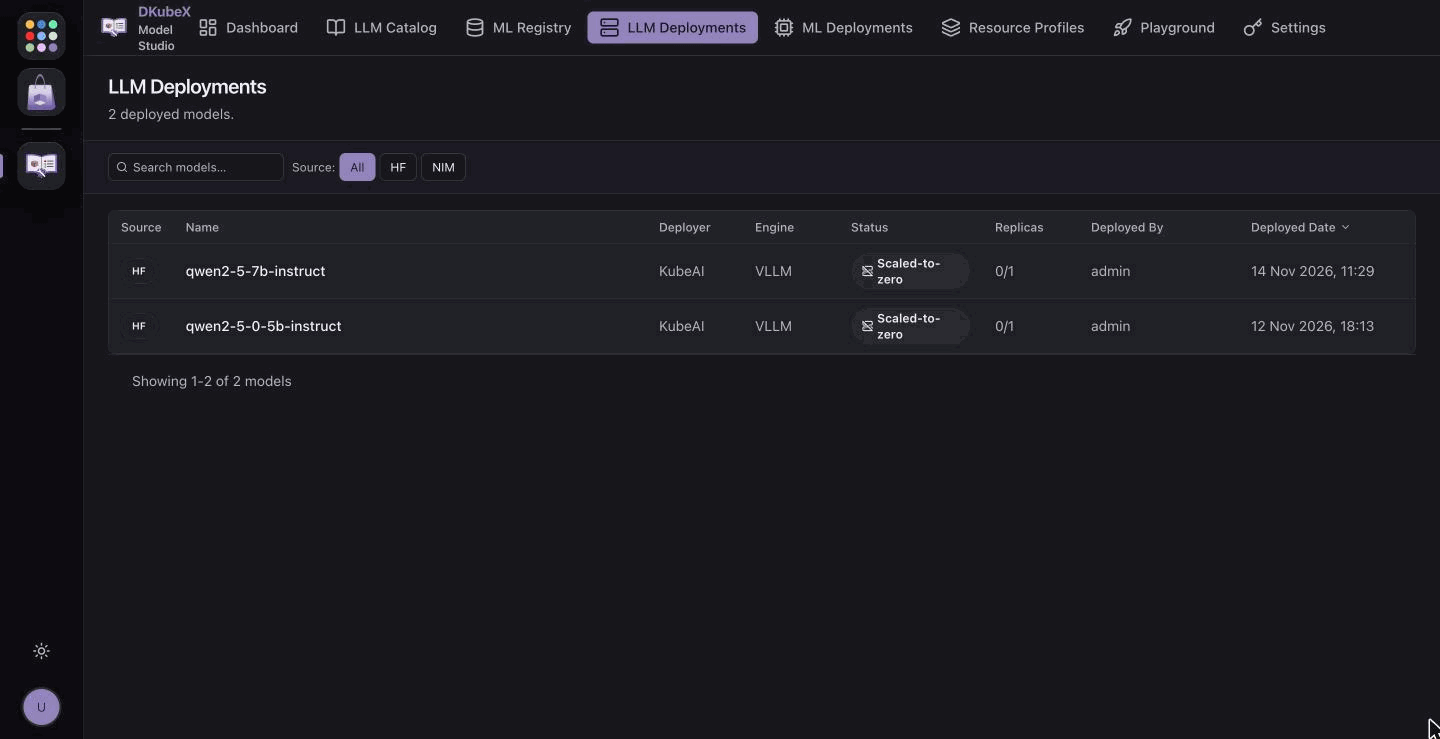 DKubeX
Model
Studio
Dashboard
LLM Catalog
ML Registry
LLM Deployments
ML Deployments
Resource Profiles
Playground
Settings
LLM Deployments
2 deployed models.
Search models...
Source:
All
HF
NIM
Source Name Deployer Engine Status Replicas Deployed By Deployed Date
HF qwen2-5-7b-instruct KubeAI VLLM Scaled-to-
zero 0/1 admin 14 Nov 2026, 11:29
HF qwen2-5-0-5b-instruct KubeAI VLLM Scaled-to-
zero 0/1 admin 12 Nov 2026, 18:13
Showing 1-2 of 2 models
U